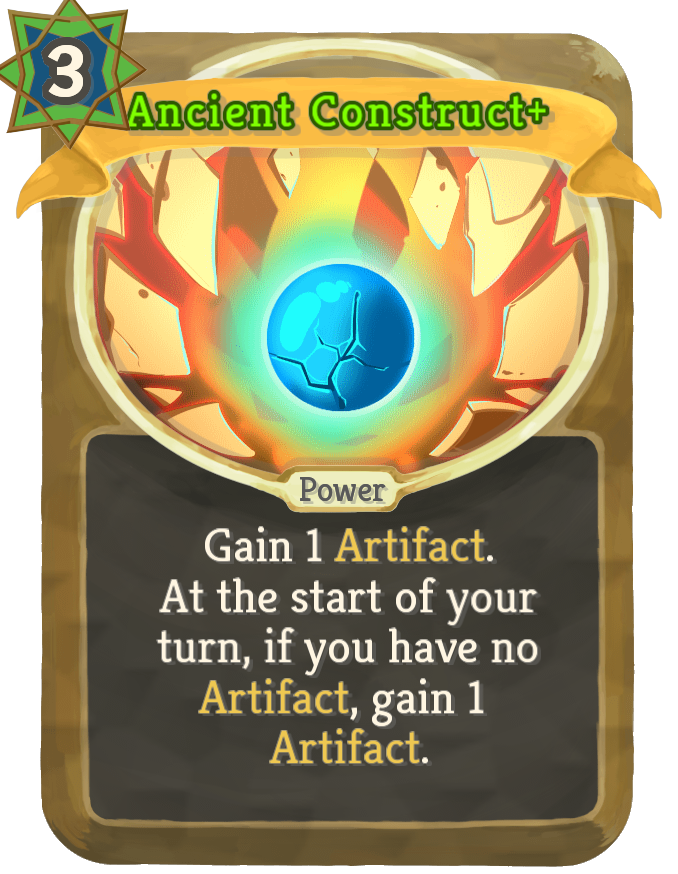 3
Ancient Construct+
Power
Gain 1 Artifact.
At the start of your
turn, if you have no
Artifact, gain 1
Artifact.